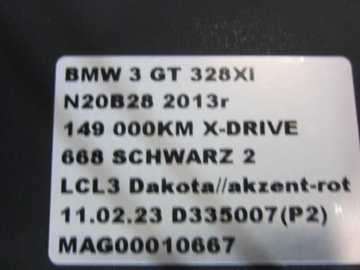 BMW 3 GT 328XI
N20B28 2013r
149 000KM X-DRIVE
668 SCHWARZ 2
LCL3 Dakota//akzent-rot
11.02.23 D335007(P2)
MAG00010667